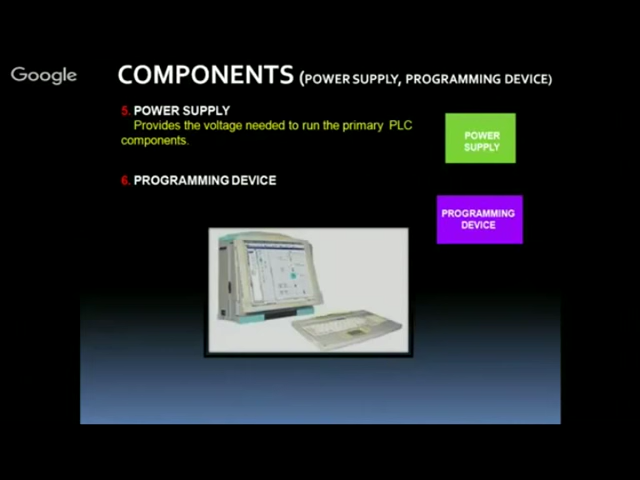 Google
COMPONENTS (POWER SUPPLY, PROGRAMMING DEVICE)
5. POWER SUPPLY
Provides the voltage needed to run the primary PLC
components.
POWER
SUPPLY
6. PROGRAMMING DEVICE
PROGRAMMING
DEVICE